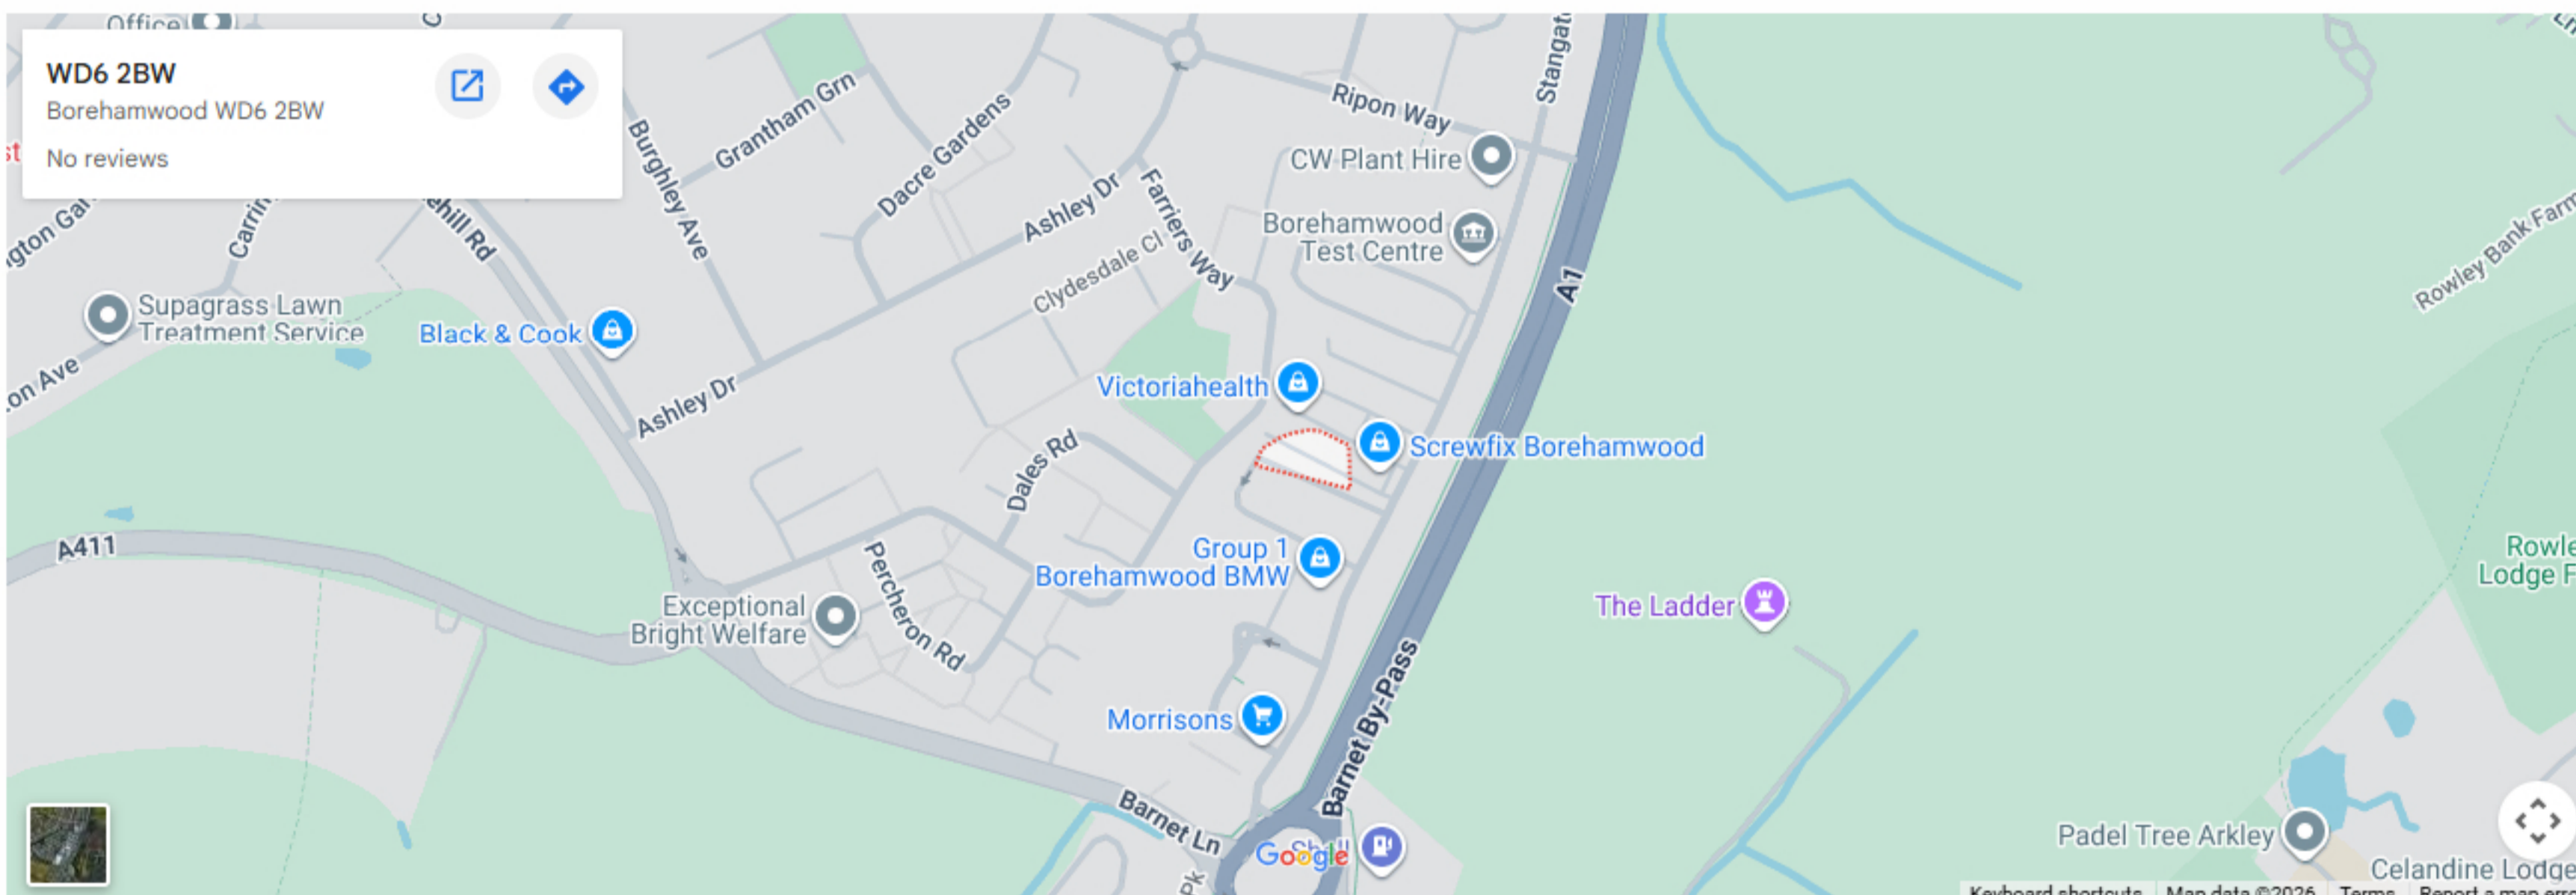 Office
WD6 2BW
Borehamwood WD6 2BW
No reviews
Burghley Ave
Grantham Grn
Dacre Gardens
Ashley Dr
Farriers Way
Clydesdale Cl
Ripon Way
CW Plant Hire
Borehamwood
Test Centre
A1
Supagrass Lawn
Treatment Service
Black & Cook
Ashley Dr
Victoriahealth
Screwfix Borehamwood
Dales Rd
A411
Group 1
Borehamwood BMW
Percheron Rd
Exceptional
Bright Welfare
The Ladder
Morrisons
Barnet By-Pass
Barnet Ln
Google
Padel Tree Arkley
Celandine Lodge
Rowley Bank Farm
Keyboard shortcuts
Map data ©2026
Terms